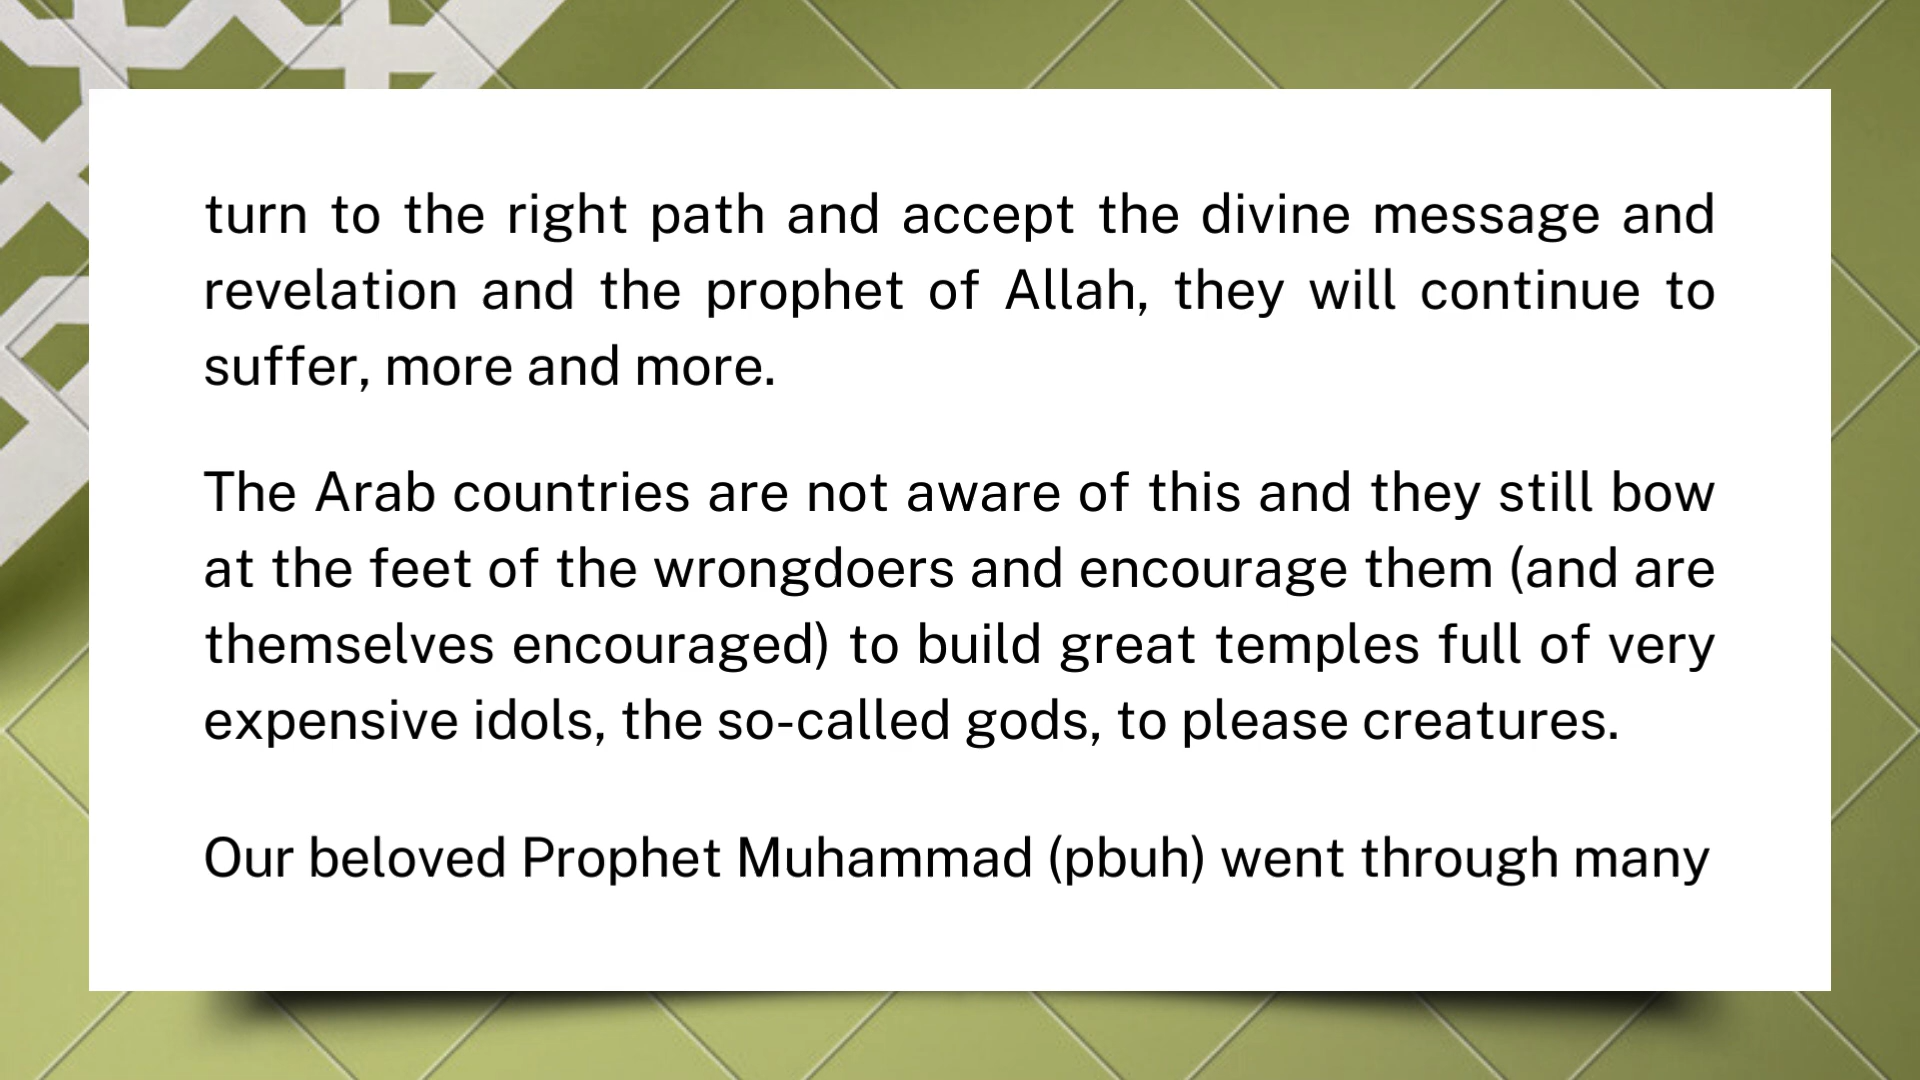 turn to the right path and accept the divine message and
revelation and the prophet of Allah, they will continue to
suffer, more and more.
The Arab countries are not aware of this and they still bow
at the feet of the wrongdoers and encourage them (and are
themselves encouraged) to build great temples full of very
expensive idols, the so-called gods, to please creatures.
Our beloved Prophet Muhammad (pbuh) went through many